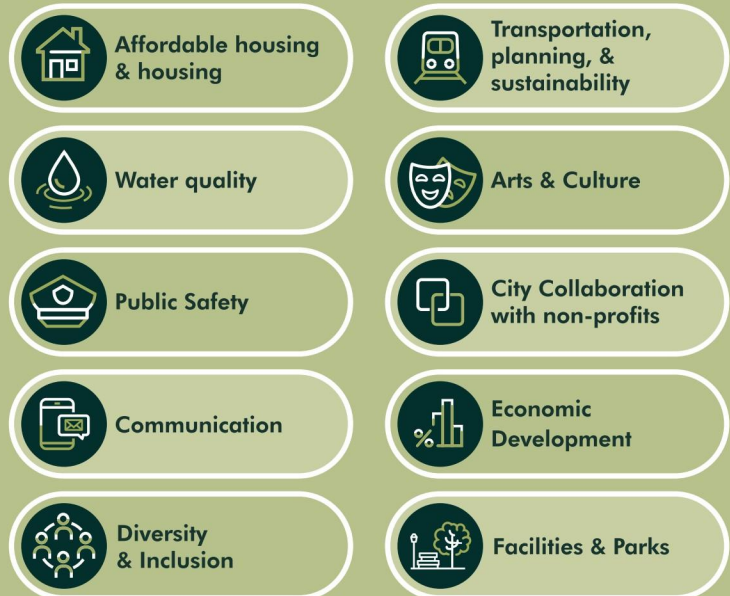 Affordable housing
& housing
Transportation,
planning, &
sustainability
Water quality
Arts & Culture
Public Safety
City Collaboration
with non-profits
Communication
%
Economic
Development
Diversity
& Inclusion
Facilities & Parks